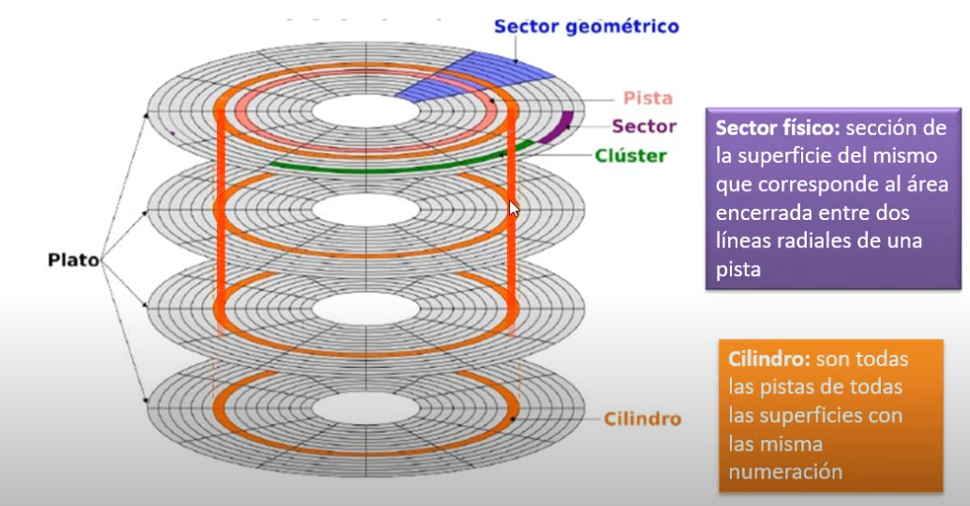 Sector geométrico
Pista
Sector
Clúster
Plato
Cilindro
Sector físico: sección de
la superficie del mismo
que corresponde al área
encerrada entre dos
líneas radiales de una
pista
Cilindro: son todas
las pistas de todas
las superficies con
las misma
numeración